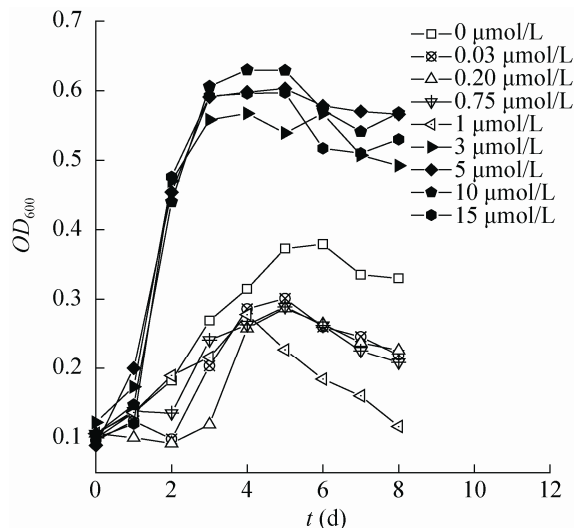 0.7
0.6
0.5
0.4
0.3
0.2
0.1
OD600
0 μmol/L
0.03 μmol/L
0.20 μmol/L
0.75 μmol/L
1 μmol/L
3 μmol/L
5 μmol/L
10 μmol/L
15 μmol/L
0 2 4 6 8 10 12
t (d)